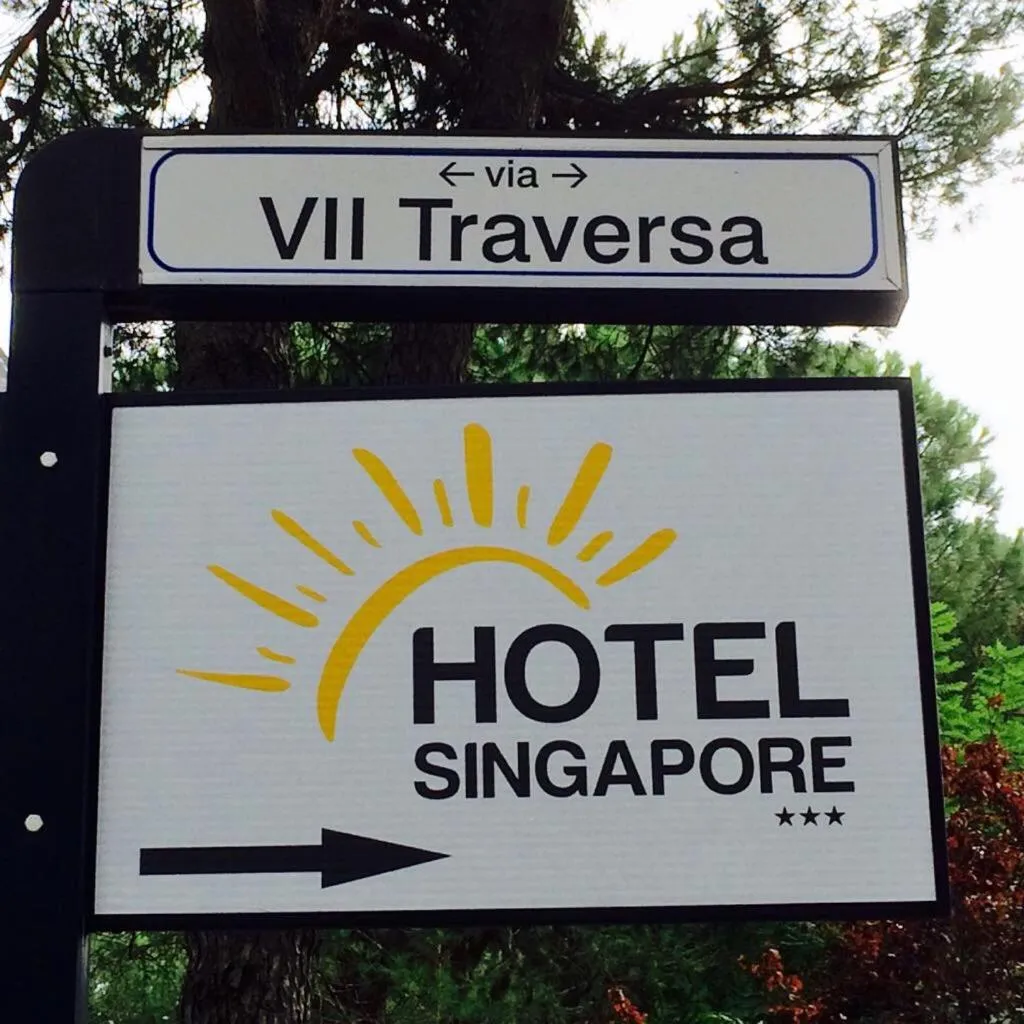 ← via →
VII Traversa
HOTEL
SINGAPORE
★★★